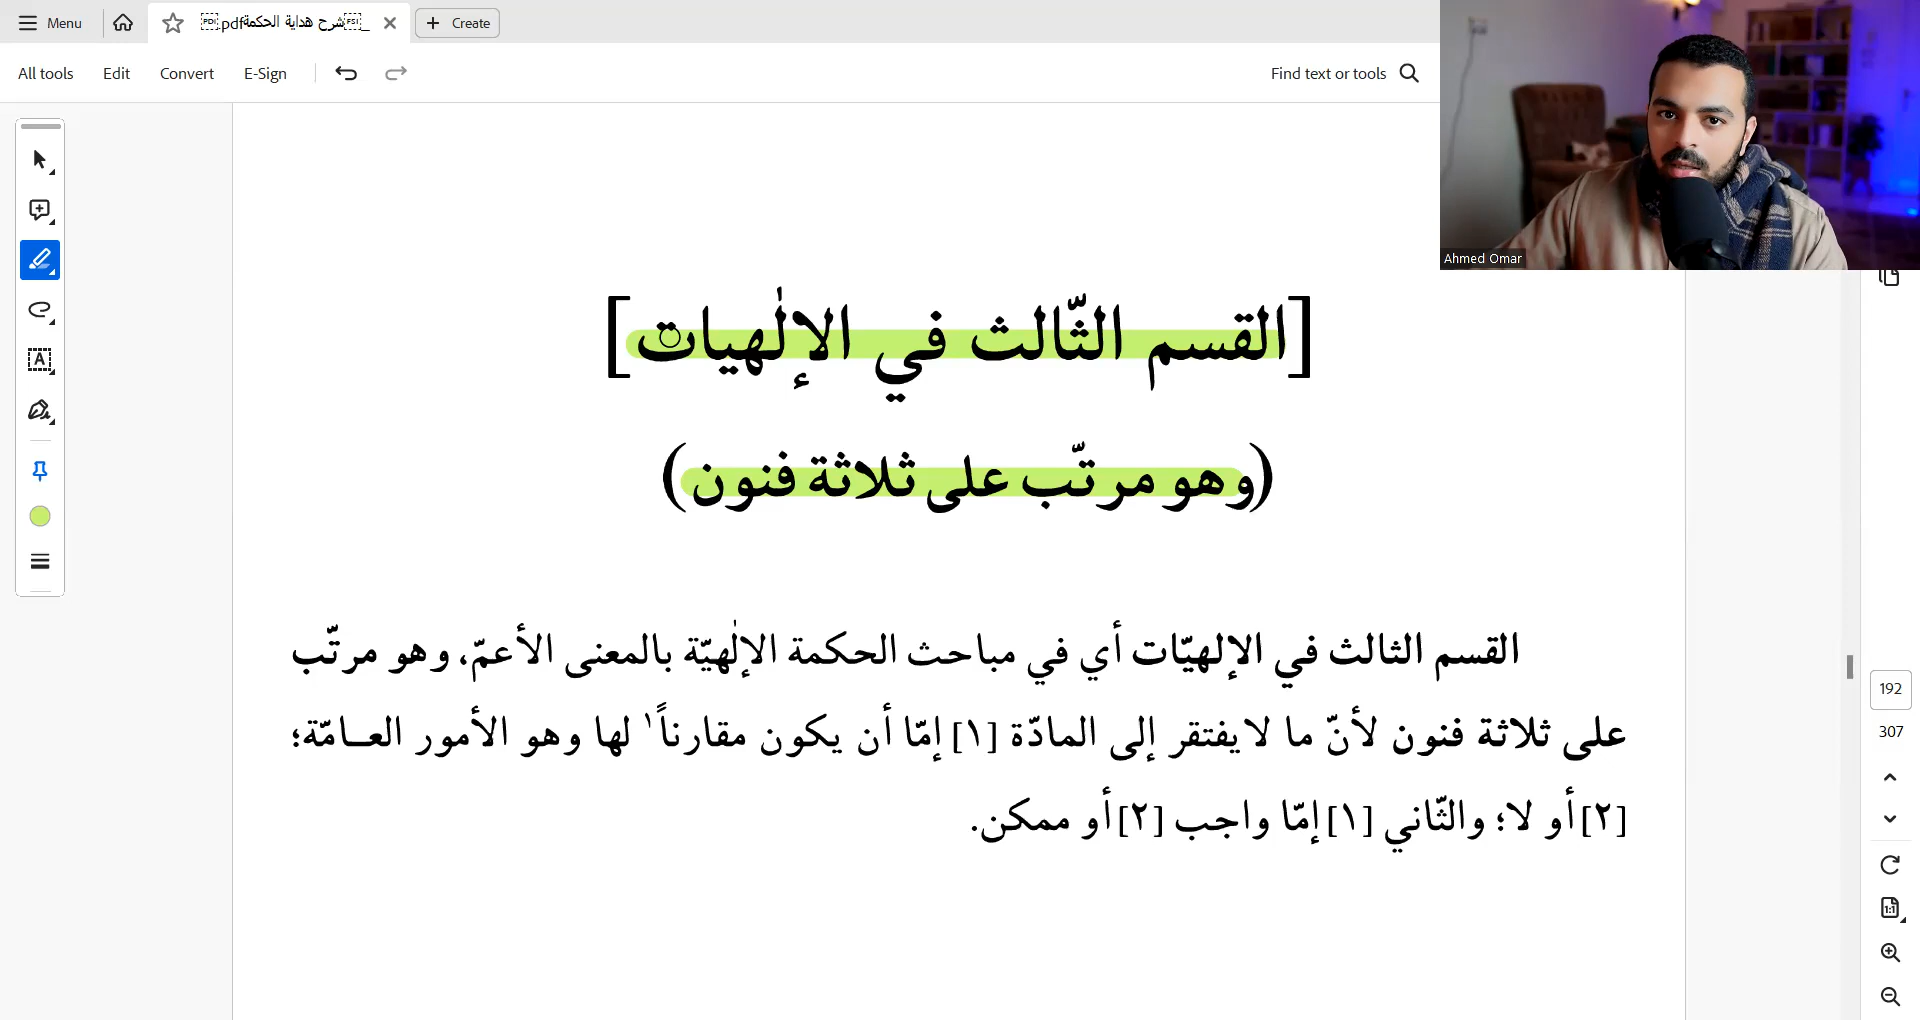 Menu
شرح هداية الحكمة.pdf
Create
All tools
Edit
Convert
E-Sign
Find text or tools
Ahmed Omar
[القسم الثّالث في الإلٰهيات]
(وهو مرتّب على ثلاثة فنون)
القسم الثالث في الإلهيّات أي في مباحث الحكمة الإلٰهيّة بالمعنى الأعمّ، وهو مرتّب
على ثلاثة فنون لأنّ ما لا يفتقر إلى المادّة [١] إمّا أن يكون مقارناً١ لها وهو الأمور العـامّة؛
[٢] أو لا؛ والثّاني [١] إمّا واجب [٢] أو ممكن.
192
307